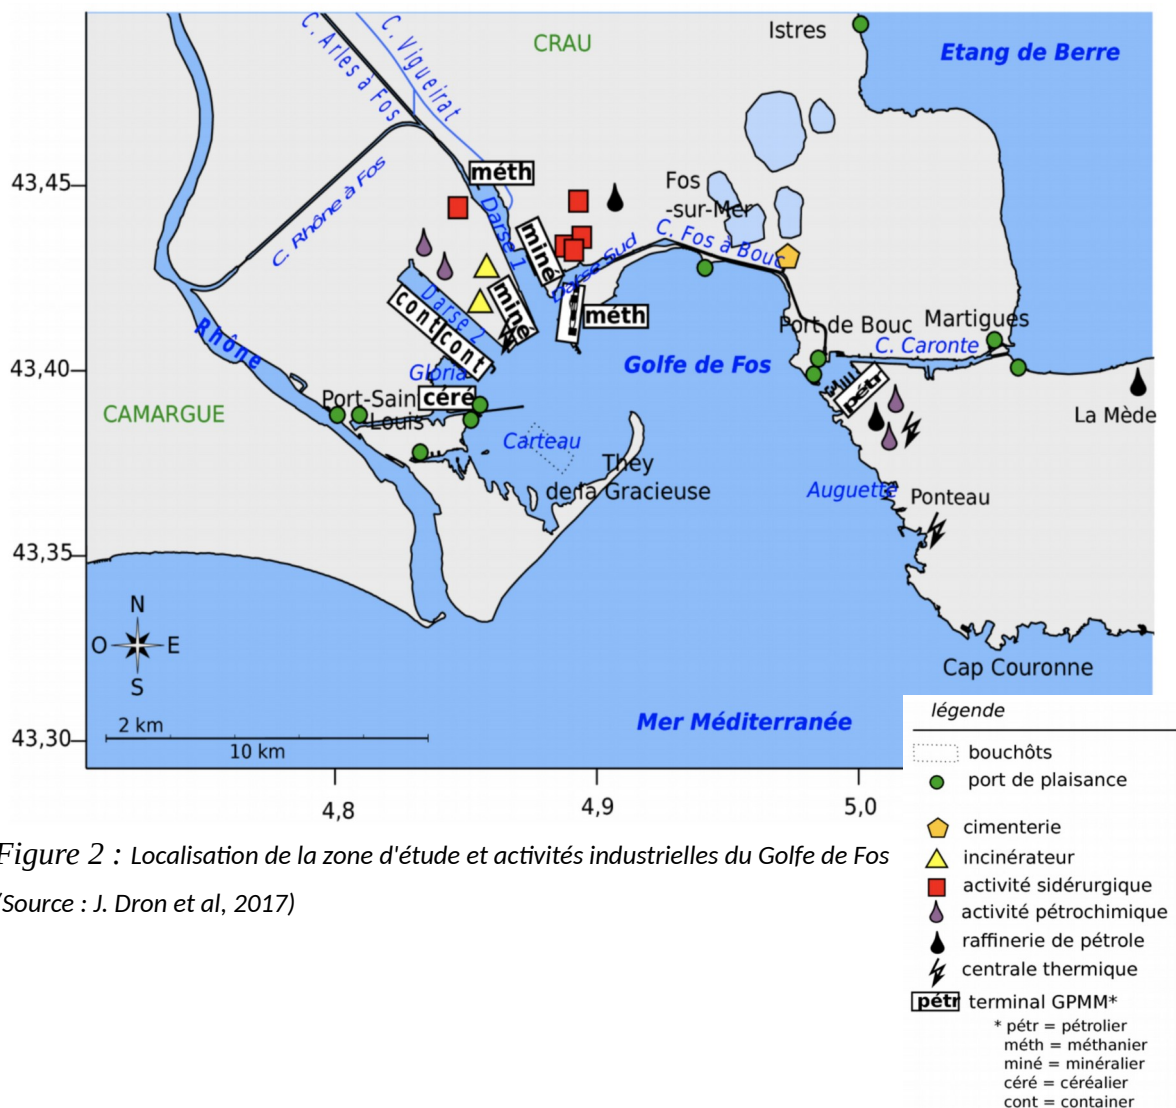 Istres
CRAU
Etang de Berre
C. Vigueirat
C. Arles à Fos
méth
43,45
Fos
-sur-Mer
C. Rhône à Fos
Darse 1
miné
Darse Sud
C. Fos à Bouc
Darse 2
miné
cont
cont
méth
Port de Bouc
Martigues
C. Caronte
Rhône
43,40
Golfe de Fos
Gloria
pétr
céré
Port-Sain
Louis
CAMARGUE
La Mède
Carteau
They
de la Gracieuse
Auguette
Ponteau
43,35
N
O
E
S
Cap Couronne
2 km
10 km
Mer Méditerranée
43,30
4,8
4,9
5,0
légende
bouchôts
port de plaisance
cimenterie
incinérateur
activité sidérurgique
activité pétrochimique
raffinerie de pétrole
centrale thermique
pétr terminal GPMM*
* pétr = pétrolier
méth = méthanier
miné = minéralier
céré = céréalier
cont = container
Figure 2 : Localisation de la zone d'étude et activités industrielles du Golfe de Fos
(Source : J. Dron et al, 2017)